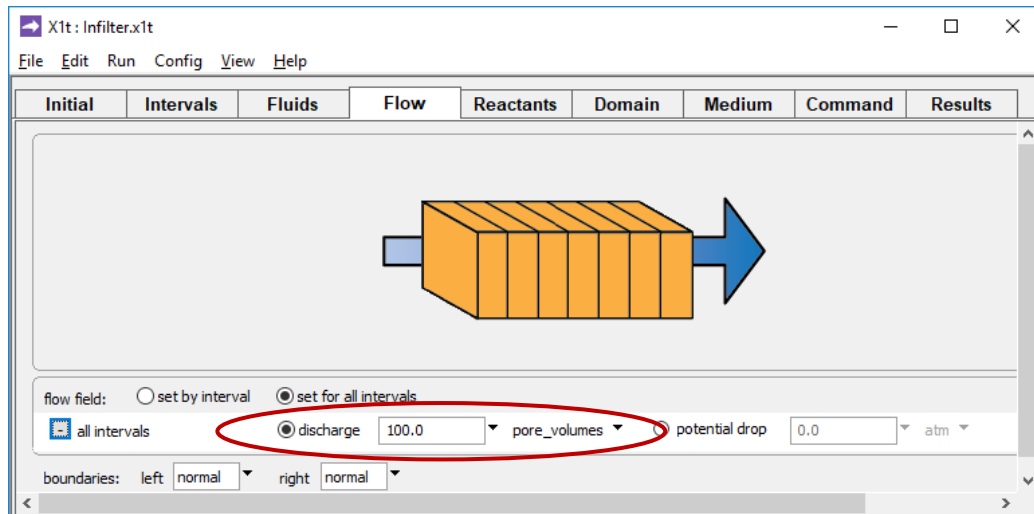 X1t : Infilter.x1t
File Edit Run Config View Help
Initial Intervals Fluids Flow Reactants Domain Medium Command Results
flow field: set by interval set for all intervals
- all intervals discharge 100.0 pore_volumes potential drop 0.0 atm
boundaries: left normal right normal